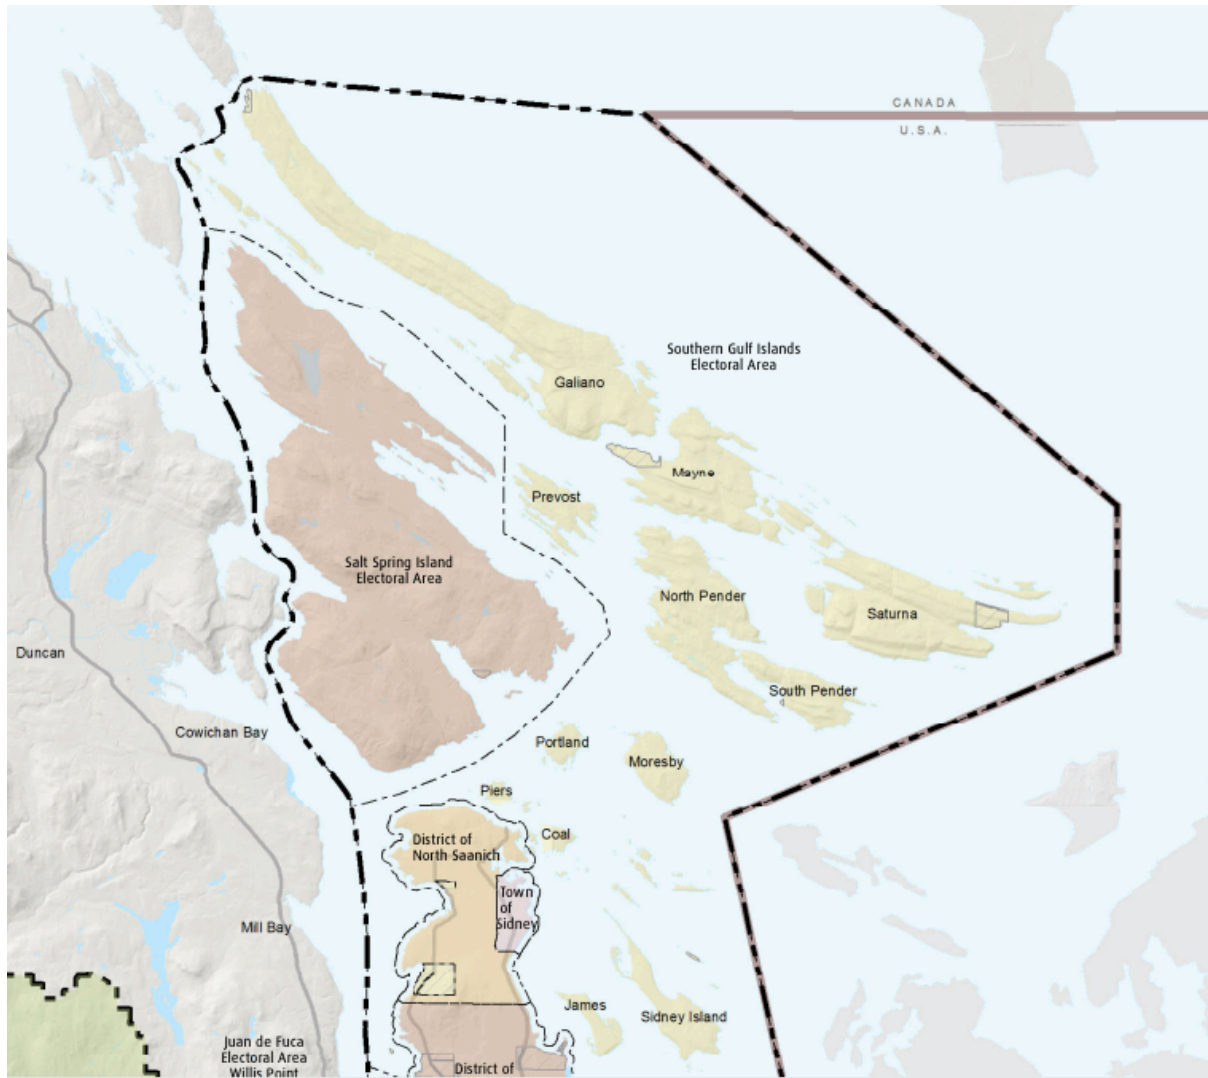 CANADA
U.S.A.
Southern Gulf Islands
Electoral Area
Galiano
Mayne
Prevost
Salt Spring Island
Electoral Area
North Pender
Saturna
Duncan
South Pender
Cowichan Bay
Portland
Moresby
Piers
Coal
District of
North Saanich
Town
of
Sidney
Mill Bay
James
Sidney Island
Juan de Fuca
Electoral Area
Willis Point
District of